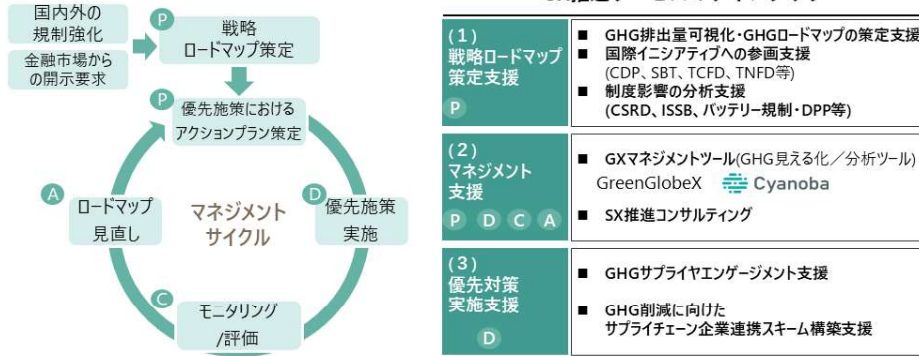 国内外の
規制強化
金融市場から
の開示要求
P
戦略
ロードマップ策定
P
優先施策における
アクションプラン策定
A
ロードマップ
見直し
マネジメント
サイクル
D
優先施策
実施
C
モニタリング
/評価
(1)
戦略ロードマップ
策定支援
P
■ GHG排出量可視化・GHGロードマップの策定支援
■ 国際イニシアティブへの参画支援
(CDP、SBT、TCFD、TNFD等)
■ 制度影響の分析支援
(CSRD、ISSB、バッテリー規制・DPP等)
(2)
マネジメント
支援
P D C A
■ GXマネジメントツール(GHG見える化／分析ツール)
GreenGlobeX Cyanoba
■ SX推進コンサルティング
(3)
優先対策
実施支援
D
■ GHGサプライヤエンゲージメント支援
■ GHG削減に向けた
サプライチェーン企業連携スキーム構築支援